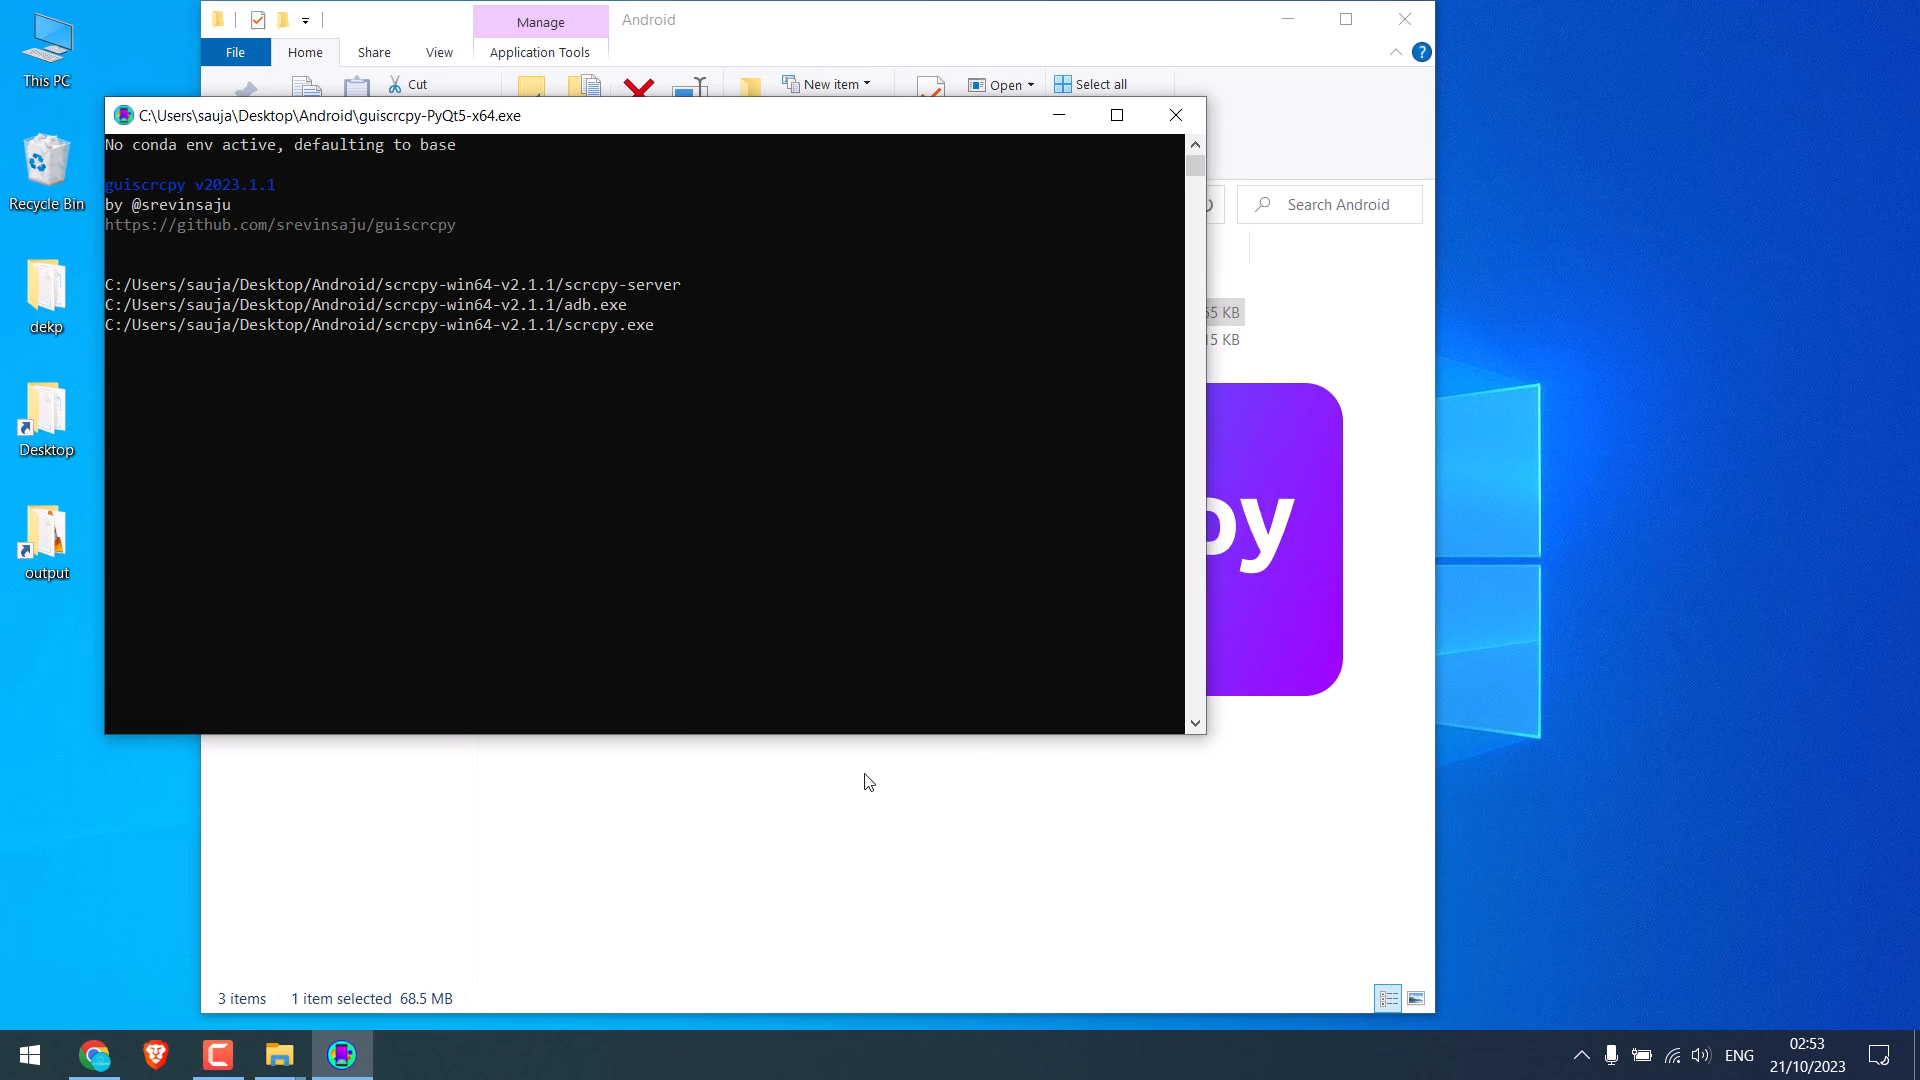 Manage
Android
File
Home
Share
View
Application Tools
Cut
New item
Open
Select all
C:\Users\sauja\Desktop\Android\guiscrcpy-PyQt5-x64.exe
No conda env active, defaulting to base
guiscrcpy v2023.1.1
by @srevinsaju
https://github.com/srevinsaju/guiscrcpy
C:/Users/sauja/Desktop/Android/scrcpy-win64-v2.1.1/scrcpy-server
C:/Users/sauja/Desktop/Android/scrcpy-win64-v2.1.1/adb.exe
C:/Users/sauja/Desktop/Android/scrcpy-win64-v2.1.1/scrcpy.exe
Search Android
KB
KB
py
This PC
Recycle Bin
dekp
Desktop
output
3 items
1 item selected 68.5 MB
ENG
02:53
21/10/2023